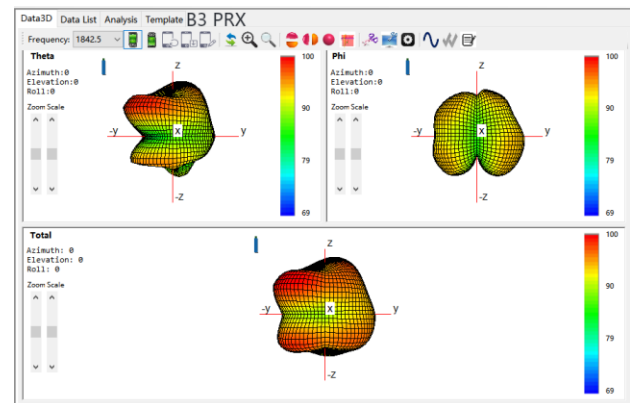 Data3D Data List Analysis Template B3 PRX
Frequency: 1842.5
Theta
Azimuth:0
Elevation:0
Roll:0
Zoom Scale
z
-y
x
y
-z
100
90
79
69
Phi
Azimuth:0
Elevation:0
Roll:0
Zoom Scale
z
-y
x
y
-z
100
90
79
69
Total
Azimuth: 0
Elevation: 0
Roll: 0
Zoom Scale
z
-y
x
y
-z
100
90
79
69